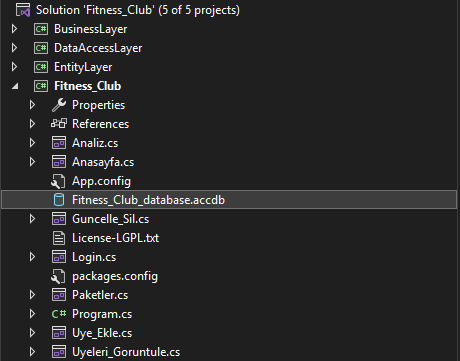 Solution 'Fitness_Club' (5 of 5 projects)
C# BusinessLayer
C# DataAccessLayer
C# EntityLayer
C# Fitness_Club
Properties
References
Analiz.cs
Anasayfa.cs
App.config
Fitness_Club_database.accdb
Guncelle_Sil.cs
License-LGPL.txt
Login.cs
packages.config
Paketler.cs
C# Program.cs
Uye_Ekle.cs
Uyeleri_Goruntule.cs